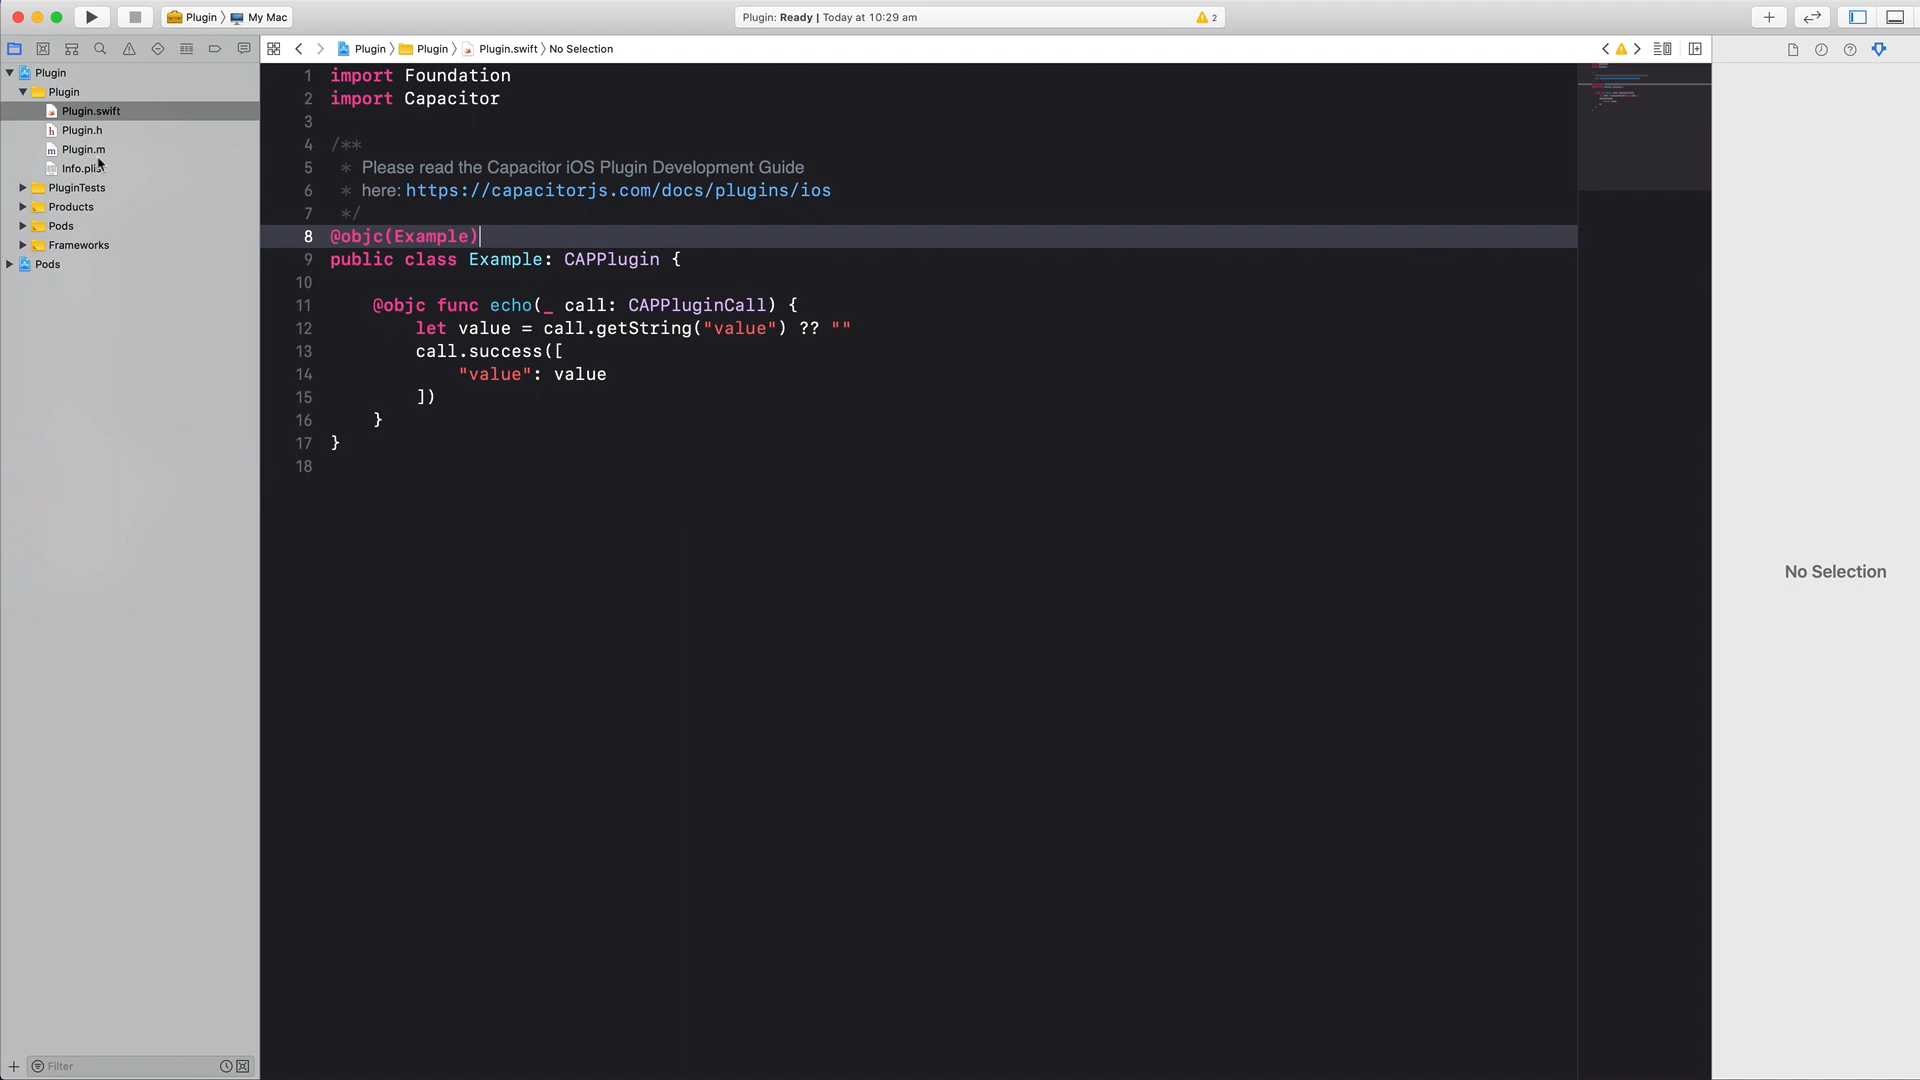 Plugin 〉 My Mac
Plugin: Ready | Today at 10:29 am
2
Plugin 〉 Plugin 〉 Plugin.swift 〉 No Selection
Plugin
Plugin
Plugin.swift
Plugin.h
Plugin.m
Info.plist
PluginTests
Products
Pods
Frameworks
Pods
1 import Foundation
2 import Capacitor
3
4 /**
5 * Please read the Capacitor iOS Plugin Development Guide
6 * here: https://capacitorjs.com/docs/plugins/ios
7 */
8 @objc(Example)
9 public class Example: CAPPlugin {
10
11 @objc func echo(_ call: CAPPluginCall) {
12 let value = call.getString("value") ?? ""
13 call.success([
14 "value": value
15 ])
16 }
17 }
18
No Selection
Filter